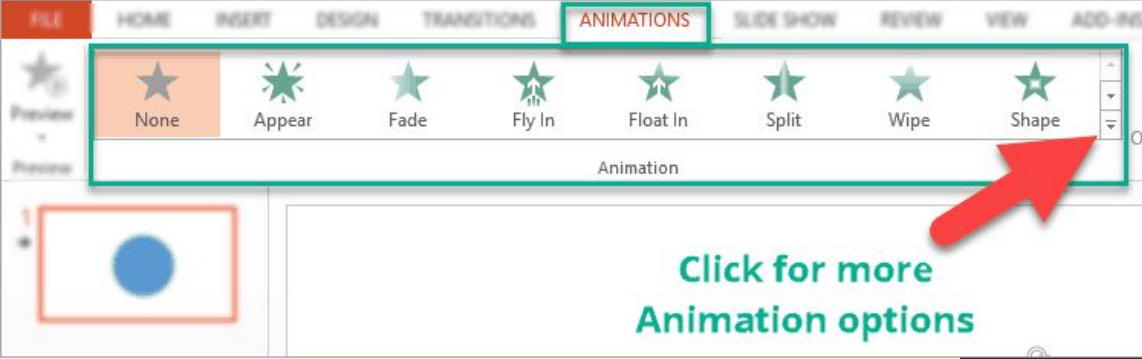 FILE HOME INSERT DESIGN TRANSITIONS ANIMATIONS SLIDE SHOW REVIEW VIEW ADD-INS
Preview
None Appear Fade Fly In Float In Split Wipe Shape
Preview
Animation
1
Click for more
Animation options